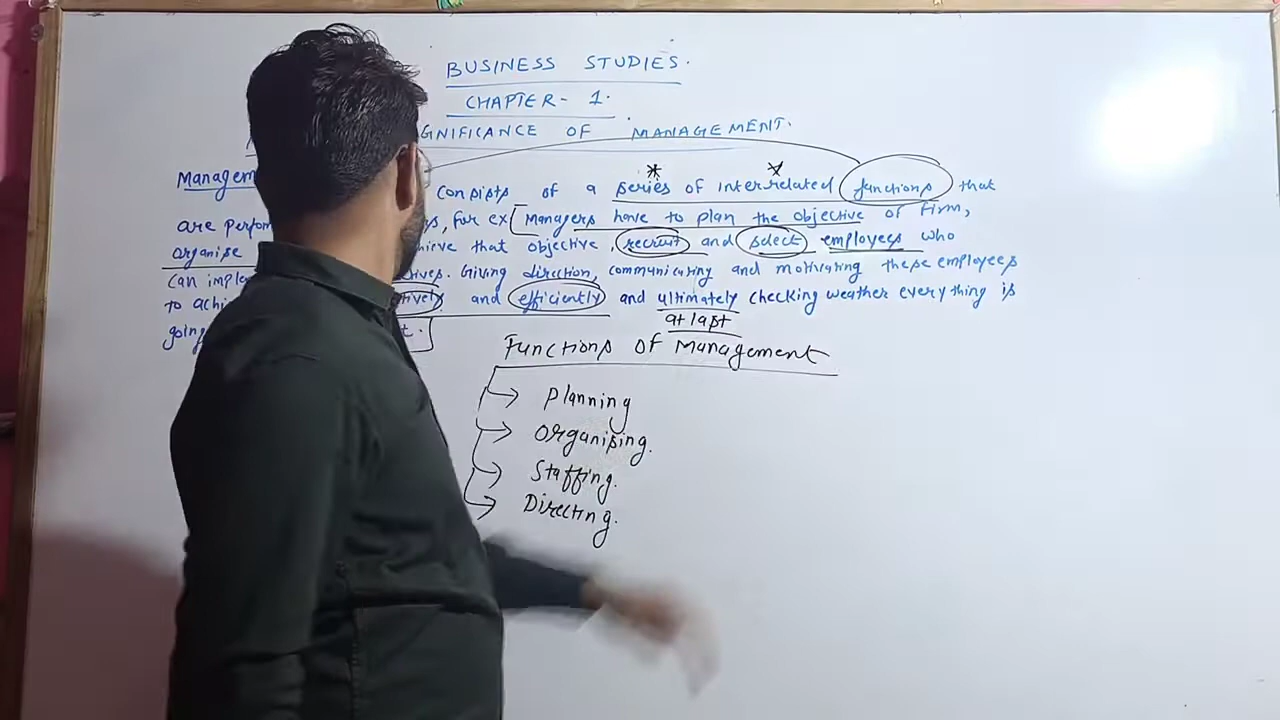 BUSINESS STUDIES.
CHAPTER- 1.
GNIFICANCE OF MANAGEMENT.
Managem consists of a series of interrelated functions that
are perfor s, for ex Managers have to plan the objective of firm,
organise hieve that objective, recruit and select employees who
can imple tives. Giving direction, communicating and motivating these employees
to achi tively and efficiently and ultimately checking weather everything is
going t.
at last
Functions of Management
Planning
Organising.
Staffing.
Directing.